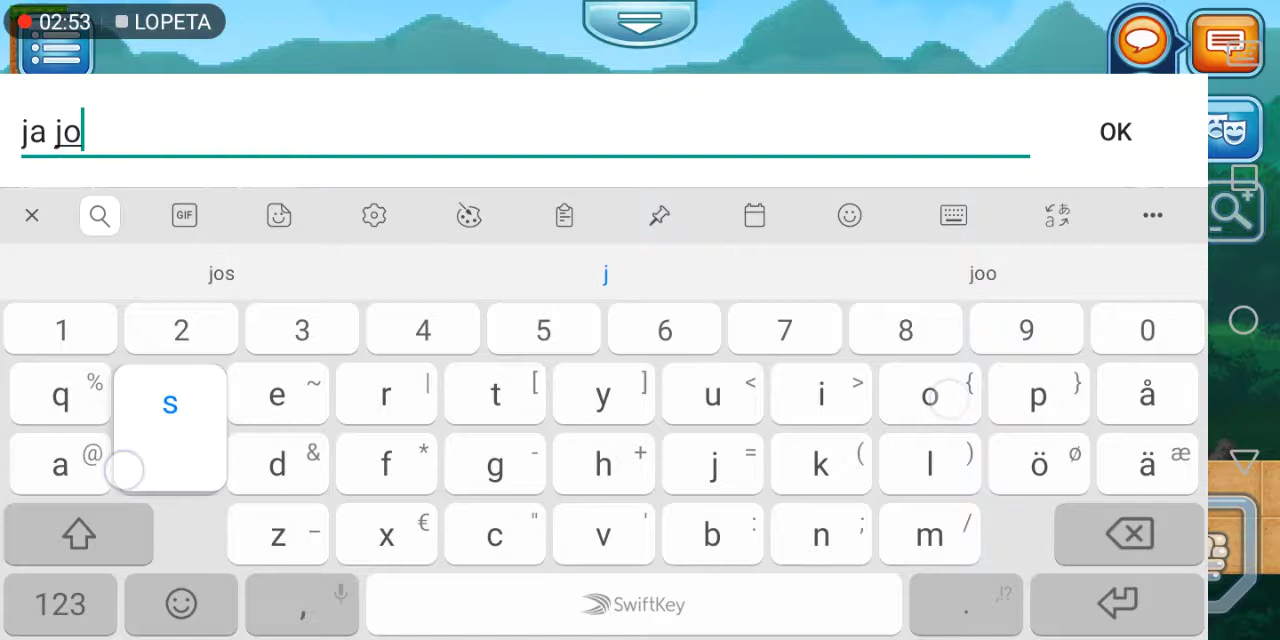 02:53 LOPETA
ja jo
OK
GIF
jos j joo
1 2 3 4 5 6 7 8 9 0
q % s e ~ r | t [ y ] u < i > o { p } å
a @ d & f * g - h + j = k ( l ) ö ø ä æ
z – x € c " v ' b : n ; m /
123 , SwiftKey . ,!?